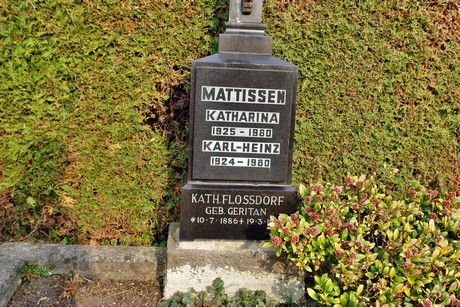 MATTISSEN
KATHARINA
1925 - 1980
KARL-HEINZ
1924 - 1980
KATH. FLOSSDORF
GEB. GERITAN
*10·7·1886 +19·3·